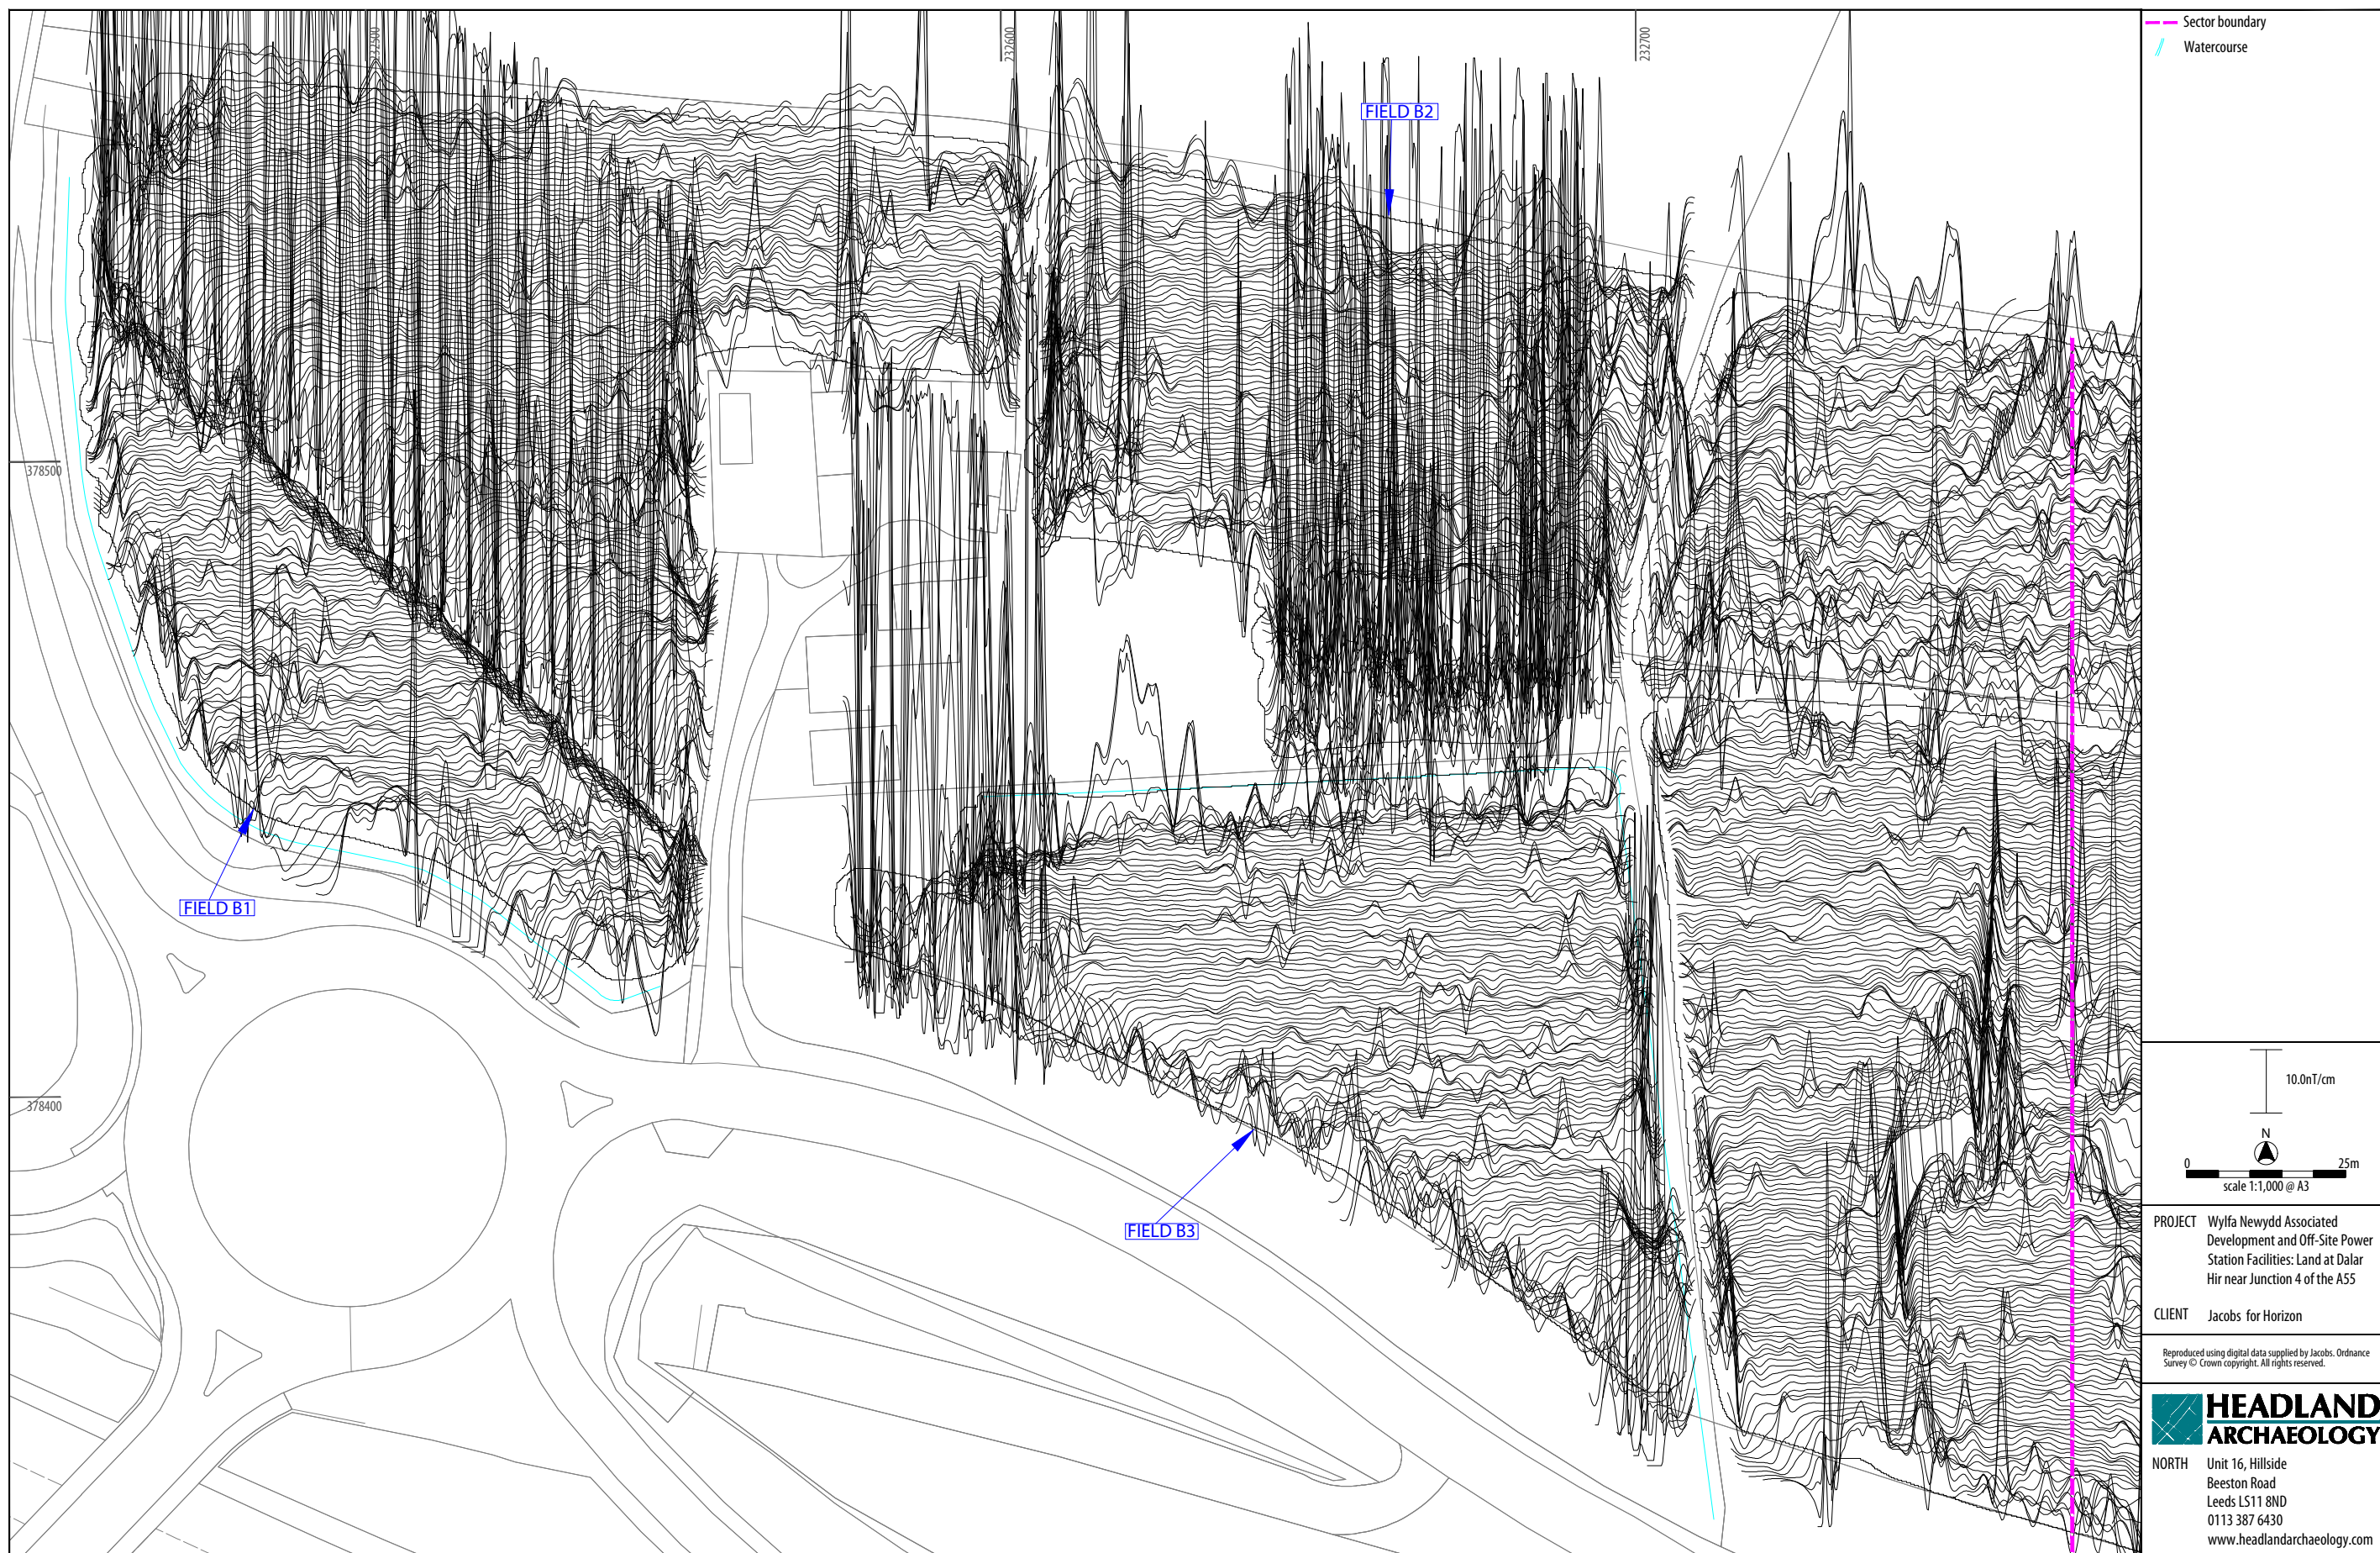 232500
232600
232700
FIELD B2
378500
FIELD B1
378400
FIELD B3
Sector boundary
Watercourse
10.0nT/cm
N
0 25m
scale 1:1,000 @ A3
PROJECT Wylfa Newydd Associated
Development and Off-Site Power
Station Facilities: Land at Dalar
Hir near Junction 4 of the A55
CLIENT Jacobs for Horizon
Reproduced using digital data supplied by Jacobs. Ordnance
Survey © Crown copyright. All rights reserved.
HEADLAND
ARCHAEOLOGY
NORTH Unit 16, Hillside
Beeston Road
Leeds LS11 8ND
0113 387 6430
www.headlandarchaeology.com